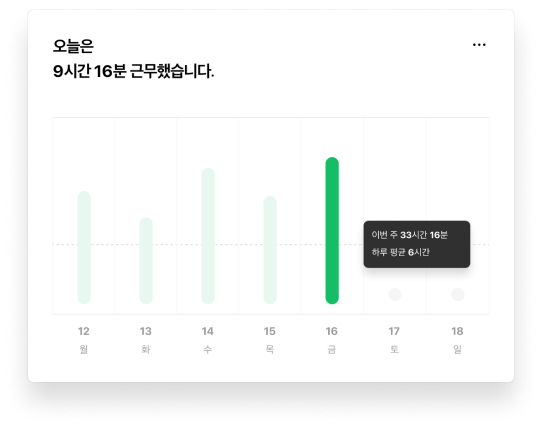 오늘은
9시간 16분 근무했습니다.
이번 주 33시간 16분
하루 평균 6시간
12 13 14 15 16 17 18
월 화 수 목 금 토 일